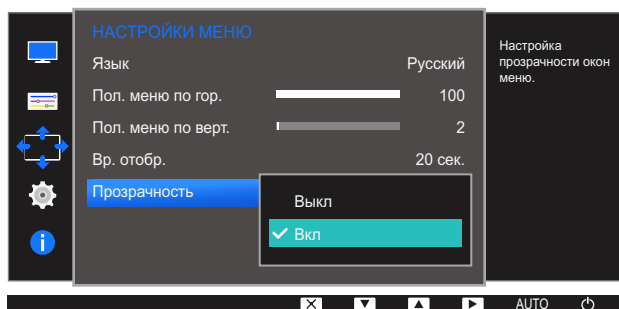 НАСТРОЙКИ МЕНЮ
Язык Русский
Пол. меню по гор. 100
Пол. меню по верт. 2
Вр. отобр. 20 сек.
Прозрачность
Выкл
Вкл
Настройка
прозрачности окон
меню.
AUTO